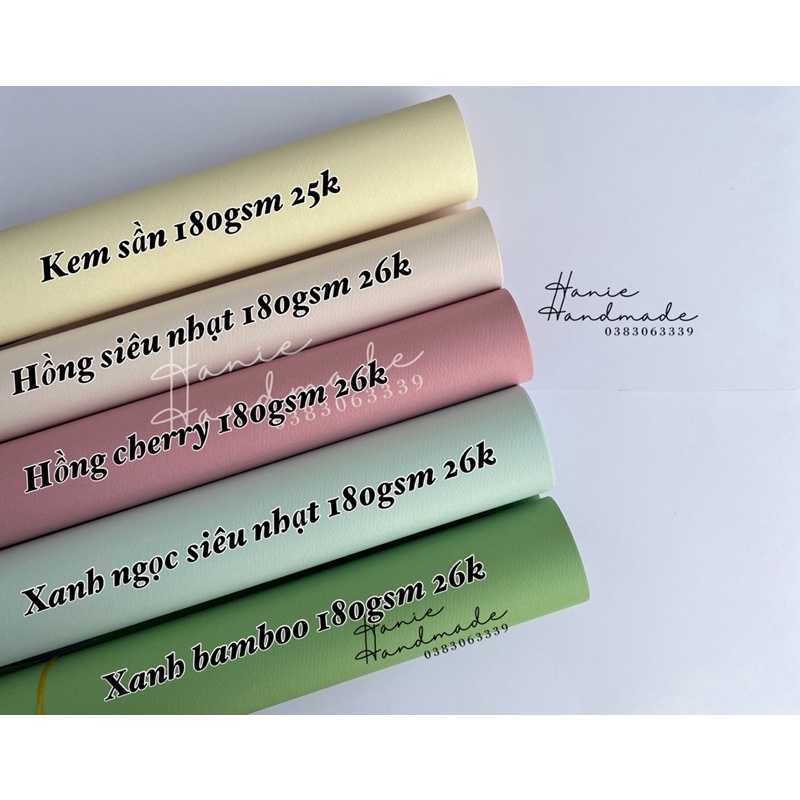 Kem sần 180gsm 25k
Hồng siêu nhạt 180gsm 26k
Hanie
Handmade
0383063339
Hanie
Handmade
0383063339
Hồng cherry 180gsm 26k
Xanh ngọc siêu nhạt 180gsm 26k
Xanh bamboo 180gsm 26k
Hanie
Handmade
0383063339